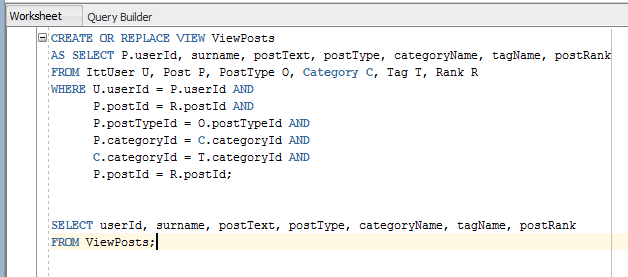 Worksheet Query Builder
CREATE OR REPLACE VIEW ViewPosts
AS SELECT P.userId, surname, postText, postType, categoryName, tagName, postRank
FROM IttUser U, Post P, PostType O, Category C, Tag T, Rank R
WHERE U.userId = P.userId AND
P.postId = R.postId AND
P.postTypeId = O.postTypeId AND
P.categoryId = C.categoryId AND
C.categoryId = T.categoryId AND
P.postId = R.postId;
SELECT userId, surname, postText, postType, categoryName, tagName, postRank
FROM ViewPosts;